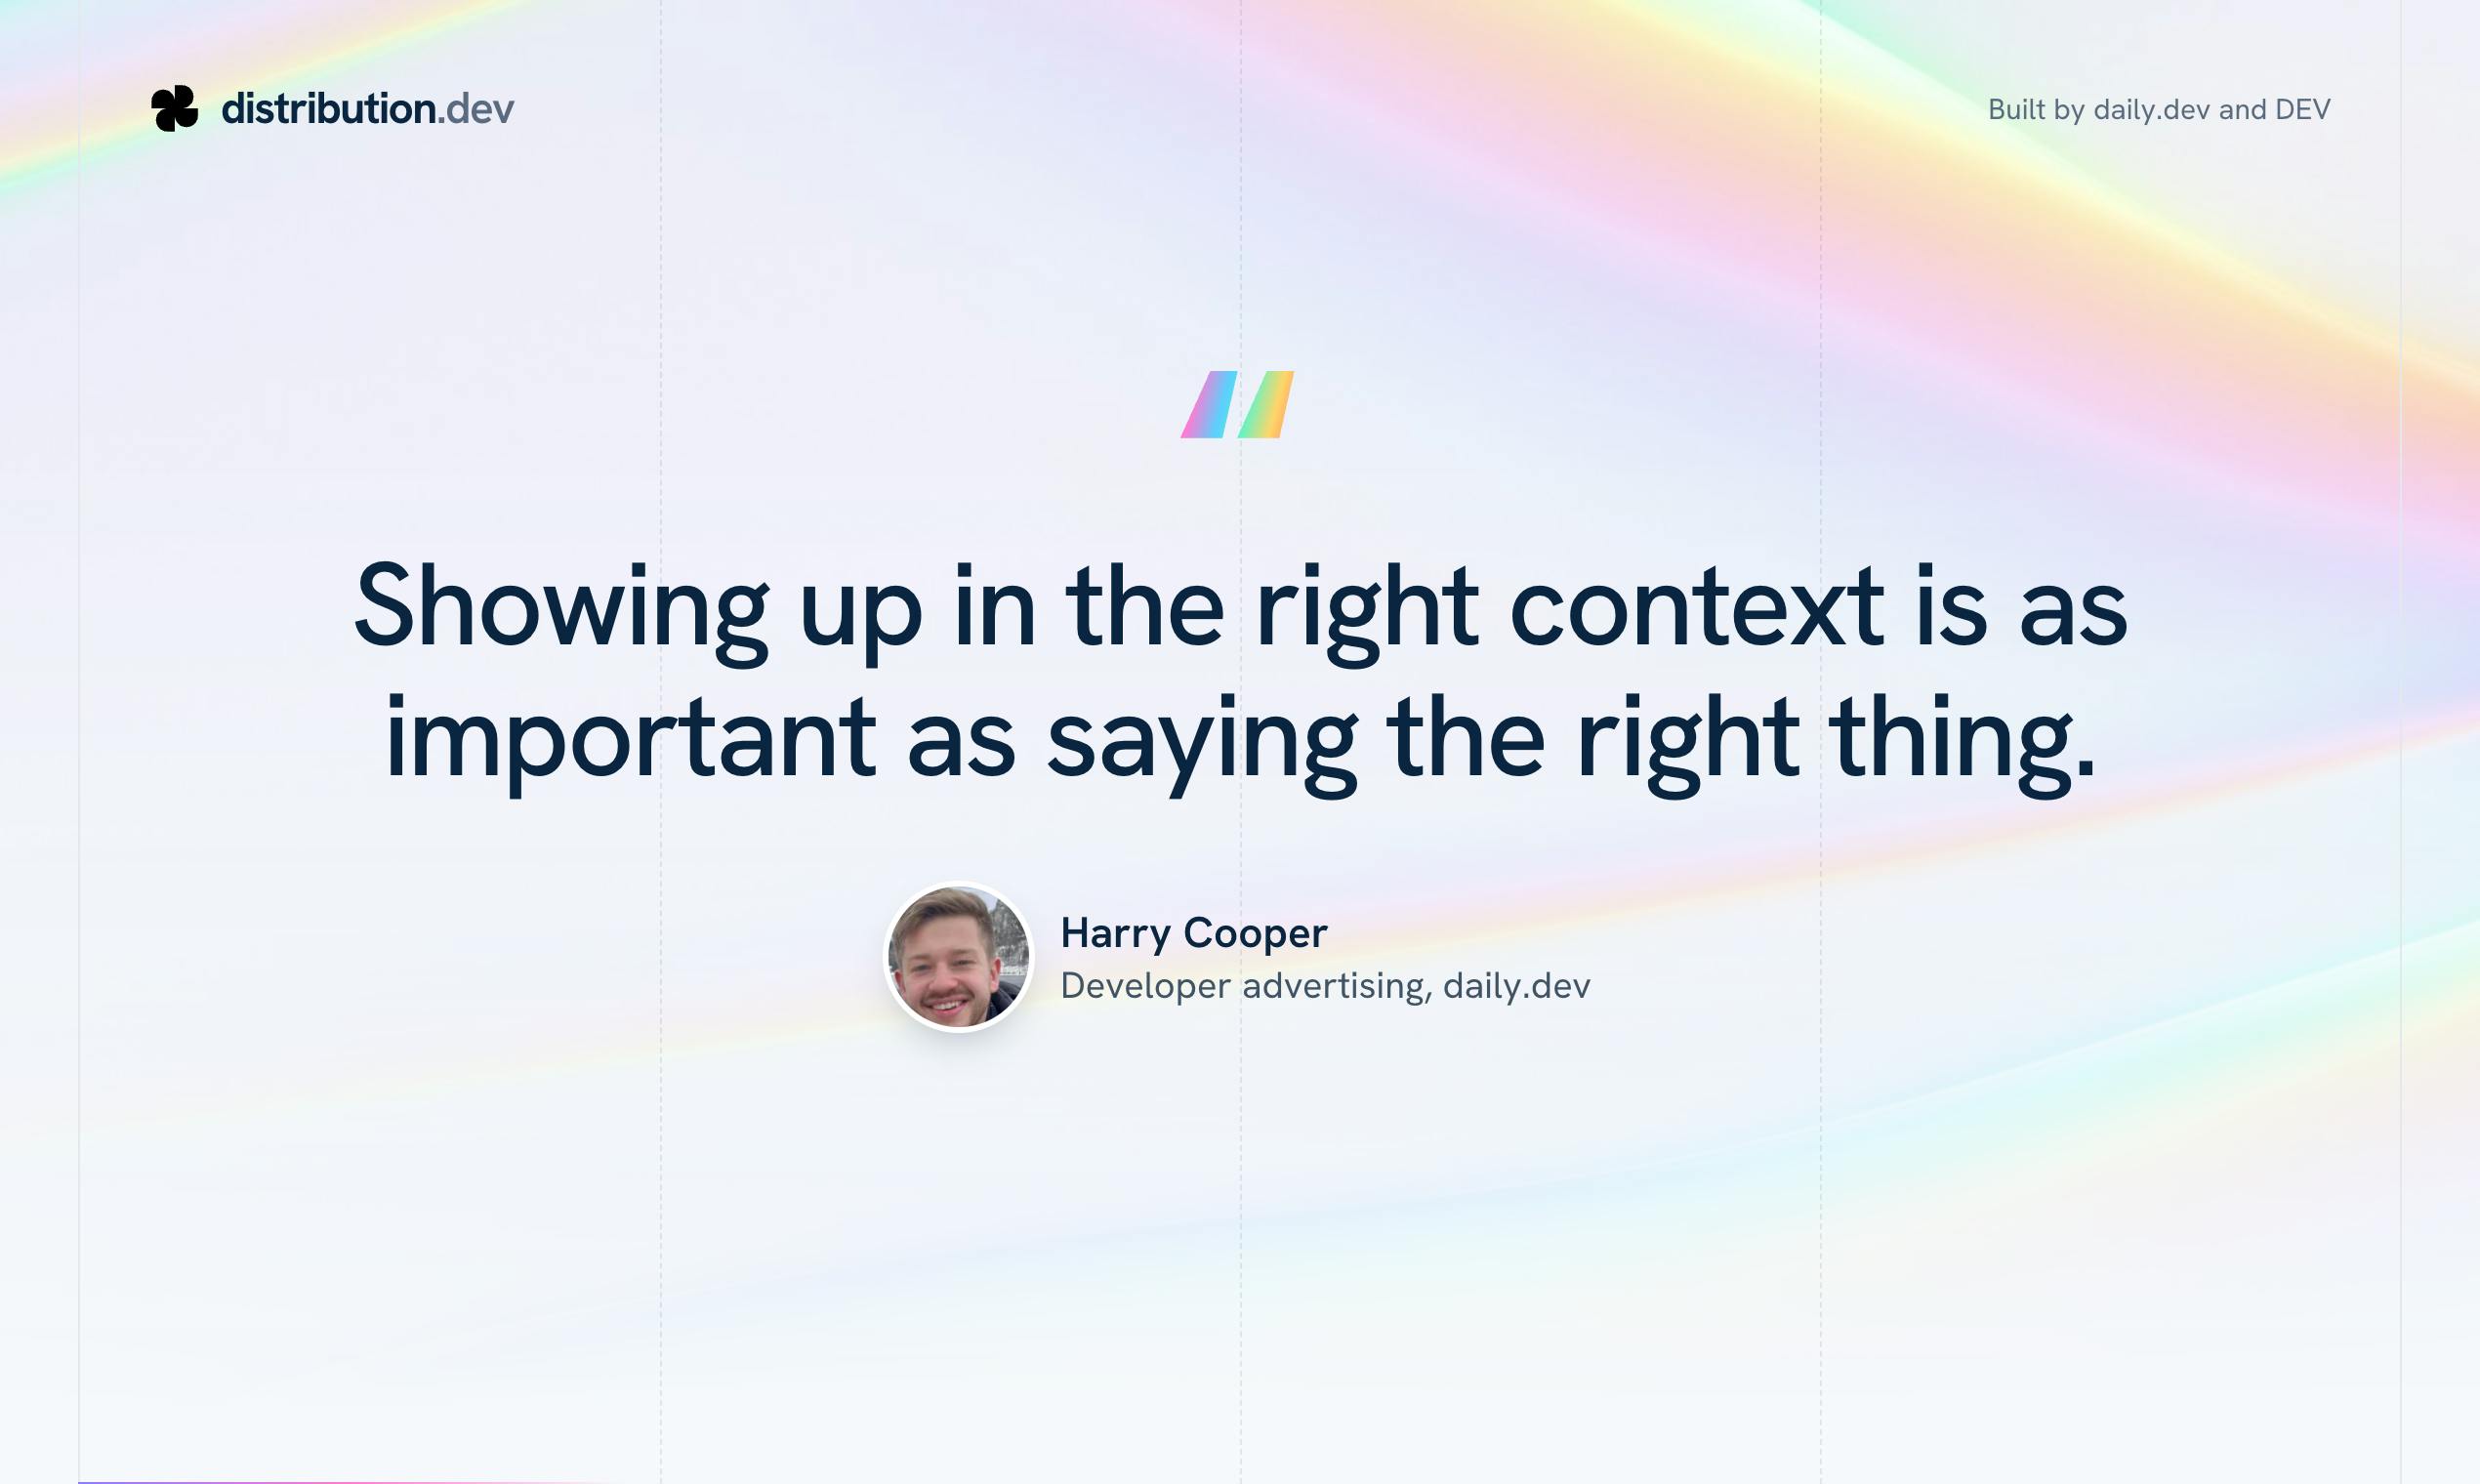 distribution.dev
Built by daily.dev and DEV
"
Showing up in the right context is as
important as saying the right thing.
Harry Cooper
Developer advertising, daily.dev